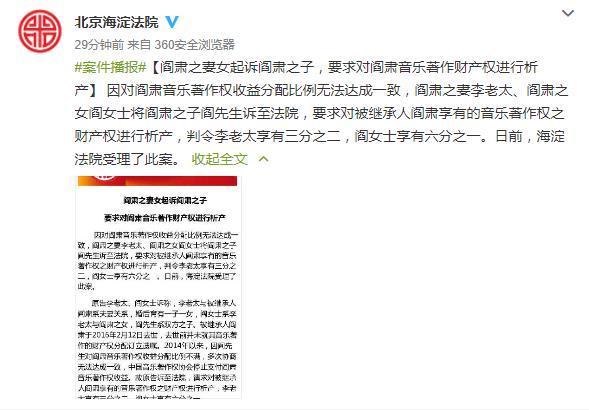 北京海淀法院
29分钟前 来自 360安全浏览器
#案件播报#【阎肃之妻女起诉阎肃之子，要求对阎肃音乐著作财产权进行析
产】 因对阎肃音乐著作权收益分配比例无法达成一致，阎肃之妻李老太、阎肃之
女阎女士将阎肃之子阎先生诉至法院，要求对被继承人阎肃享有的音乐著作权之
财产权进行析产，判令李老太享有三分之二，阎女士享有六分之一。日前，海淀
法院受理了此案。 收起全文
阎肃之妻女起诉阎肃之子
要求对阎肃音乐著作财产权进行析产
因对阎肃音乐著作权收益分配比例无法达成一
致，阎肃之妻李老太、阎肃之女阎女士将阎肃之子
阎先生诉至法院，要求对被继承人阎肃享有的音乐
著作权之财产权进行析产，判令李老太享有三分之
二，阎女士享有六分之一。日前，海淀法院受理了
此案。
原告李老太、阎女士诉称，李老太与被继承人
阎肃系夫妻关系，婚后育有一子一女，阎女士系李
老太与阎肃之女，阎先生系双方之子。被继承人阎
肃于2016年2月12日去世，去世前并未就其音乐著
作的财产权分配订立遗嘱。2014年以来，因阎先
生对阎肃音乐著作权收益分配比例不满，多次协商
无法达成一致，中国音乐著作权协会停止支付阎肃
音乐著作权收益。故原告诉至法院，请求对被继承
人阎肃享有的音乐著作权之财产权进行析产，李老